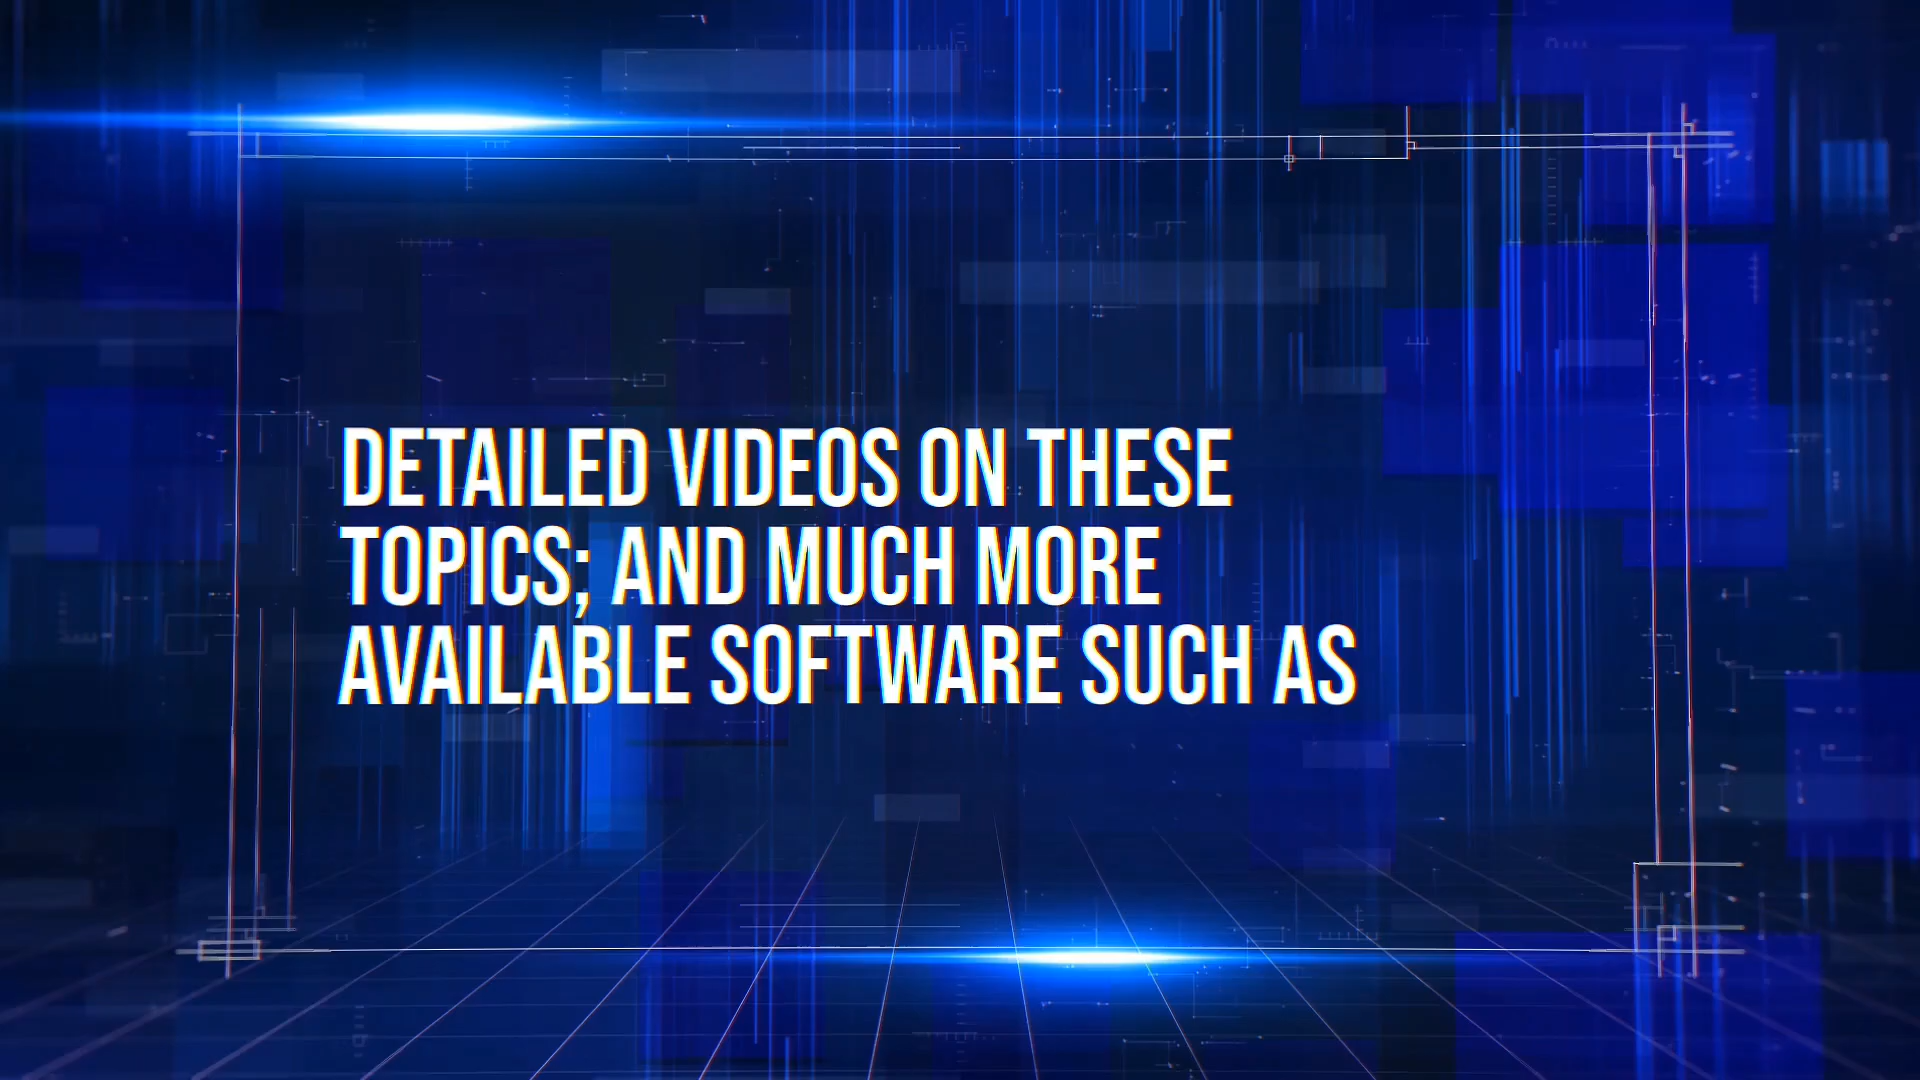 DETAILED VIDEOS ON THESE
TOPICS; AND MUCH MORE
AVAILABLE SOFTWARE SUCH AS